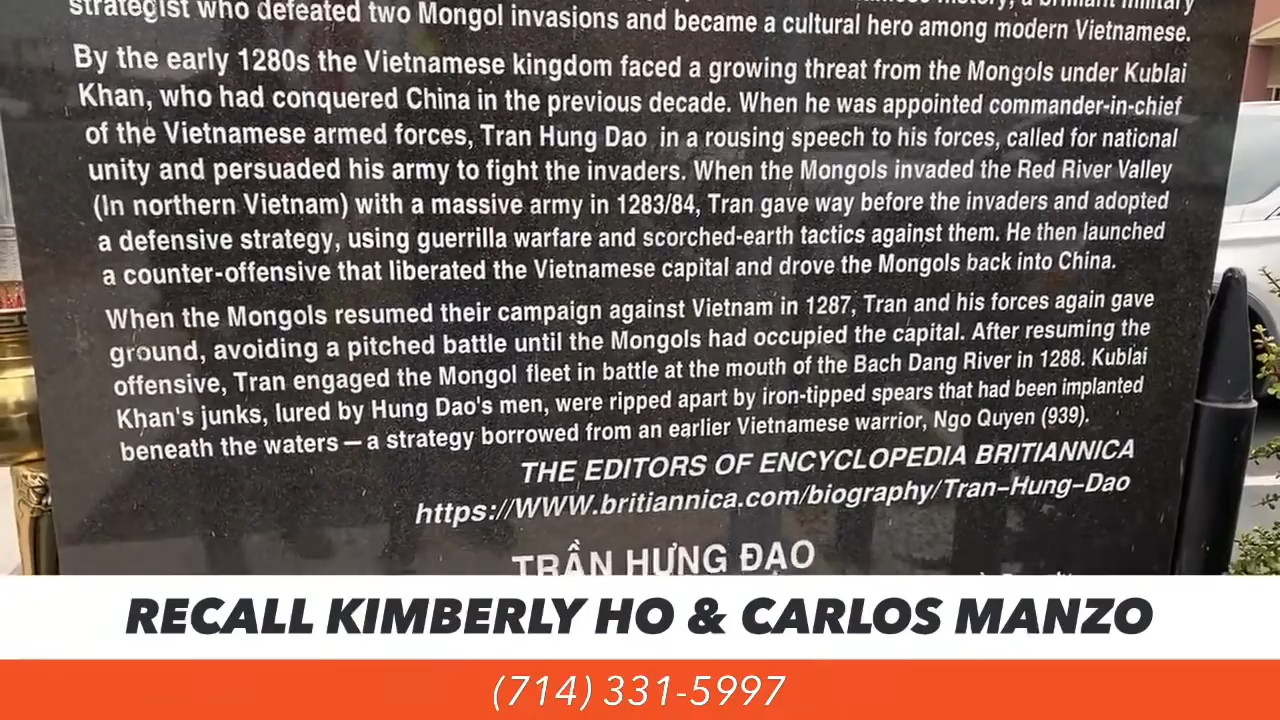 strategist who defeated two Mongol invasions and became a cultural hero among modern Vietnamese.
By the early 1280s the Vietnamese kingdom faced a growing threat from the Mongols under Kublai
Khan, who had conquered China in the previous decade. When he was appointed commander-in-chief
of the Vietnamese armed forces, Tran Hung Dao in a rousing speech to his forces, called for national
unity and persuaded his army to fight the invaders. When the Mongols invaded the Red River Valley
(In northern Vietnam) with a massive army in 1283/84, Tran gave way before the invaders and adopted
a defensive strategy, using guerrilla warfare and scorched-earth tactics against them. He then launched
a counter-offensive that liberated the Vietnamese capital and drove the Mongols back into China.
When the Mongols resumed their campaign against Vietnam in 1287, Tran and his forces again gave
ground, avoiding a pitched battle until the Mongols had occupied the capital. After resuming the
offensive, Tran engaged the Mongol fleet in battle at the mouth of the Bach Dang River in 1288. Kublai
Khan's junks, lured by Hung Dao's men, were ripped apart by iron-tipped spears that had been implanted
beneath the waters — a strategy borrowed from an earlier Vietnamese warrior, Ngo Quyen (939).
THE EDITORS OF ENCYCLOPEDIA BRITIANNICA
https://WWW.britiannica.com/biography/Tran-Hung-Dao
TRẦN HƯNG ĐẠO
RECALL KIMBERLY HO & CARLOS MANZO
(714) 331-5997